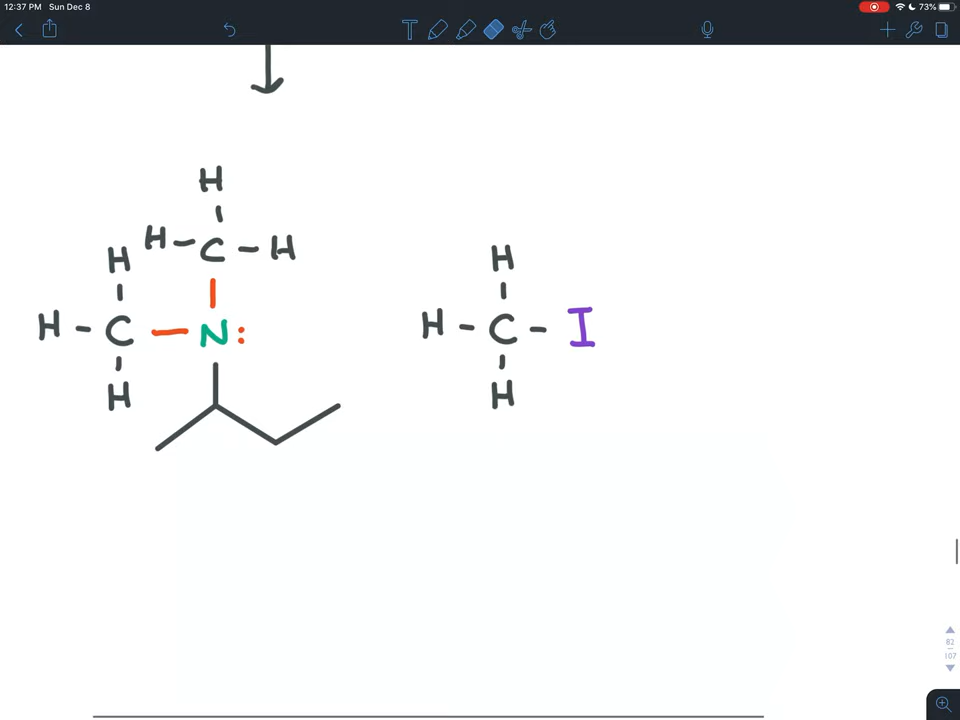 12:37 PM Sun Dec 8 73%
T
H
H C H
H
H C N:
H
H
H C I
H
82
107